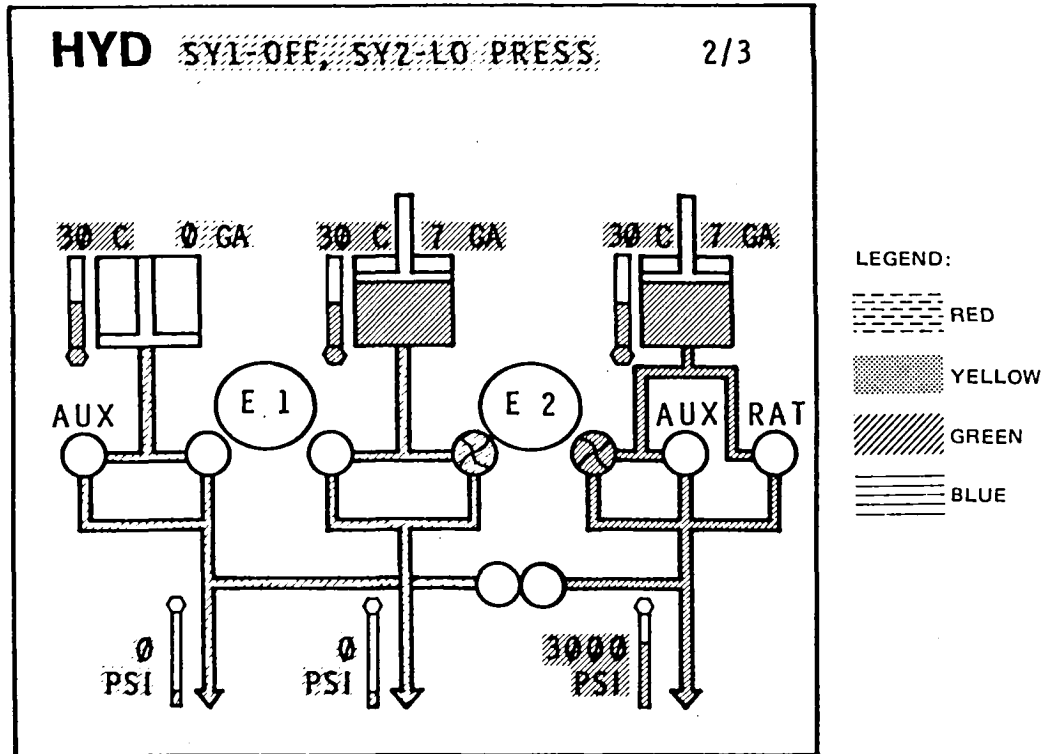 HYD SY1-OFF, SY2-LO PRESS 2/3
30 C 0 GA 30 C 7 GA 30 C 7 GA
LEGEND:
RED
YELLOW
GREEN
BLUE
AUX E 1 E 2 AUX RAT
0 PSI
0 PSI
3000 PSI